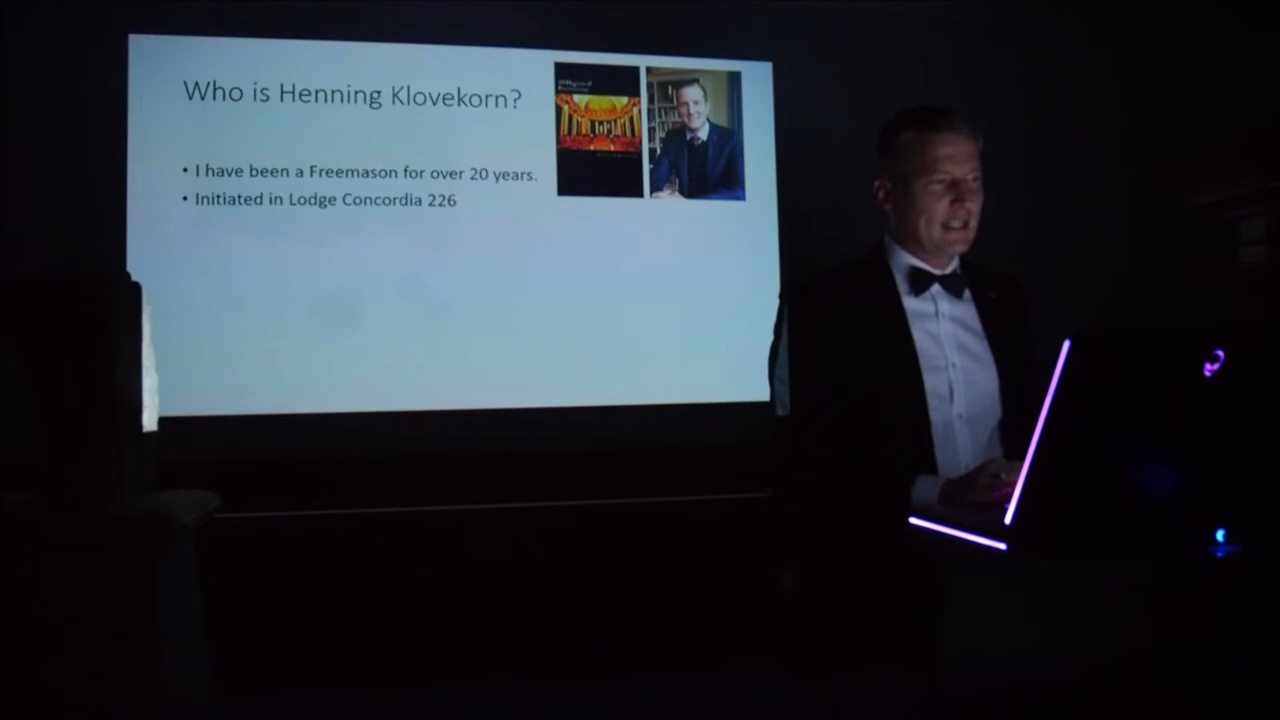 Who is Henning Klovekorn?
• I have been a Freemason for over 20 years.
• Initiated in Lodge Concordia 226